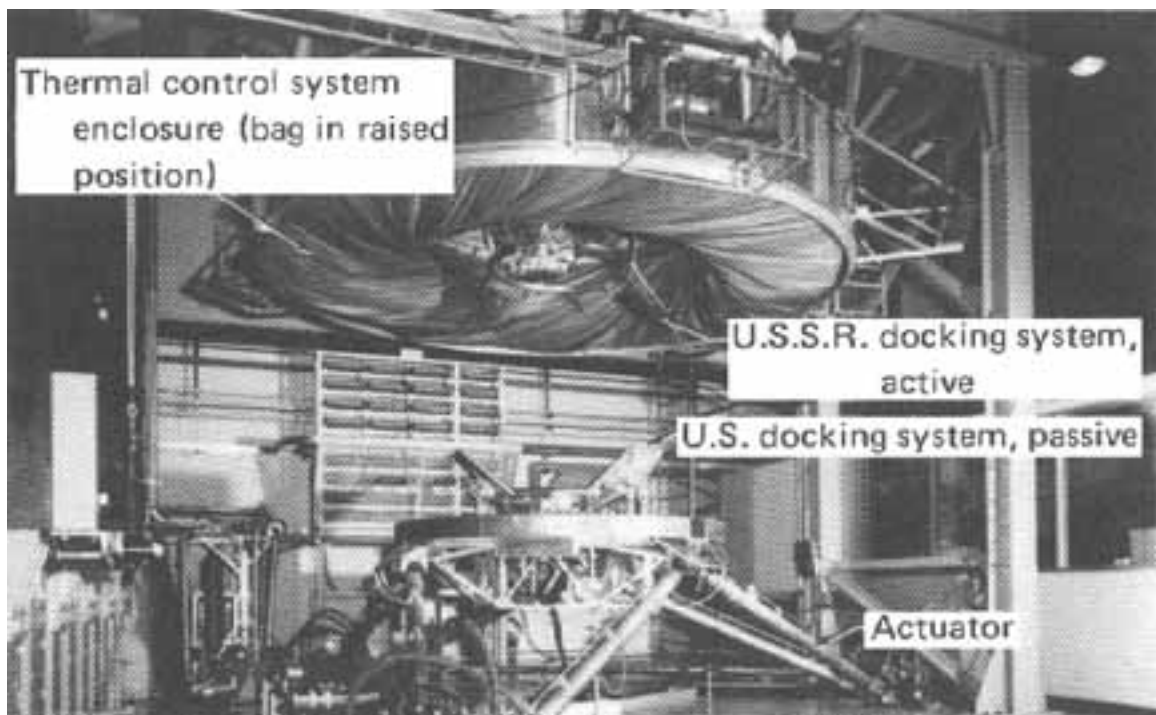 Thermal control system
enclosure (bag in raised
position)
U.S.S.R. docking system,
active
U.S. docking system, passive
Actuator